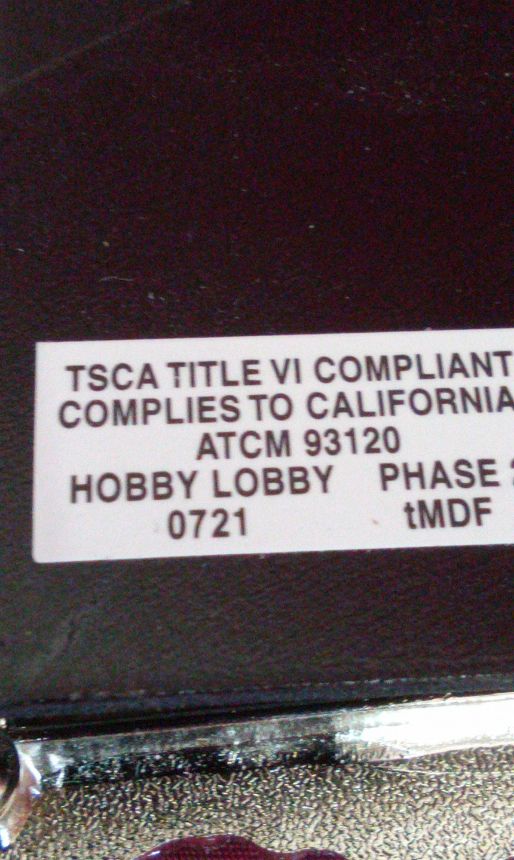 TSCA TITLE VI COMPLIANT
COMPLIES TO CALIFORNIA
ATCM 93120
HOBBY LOBBY PHASE
0721 tMDF